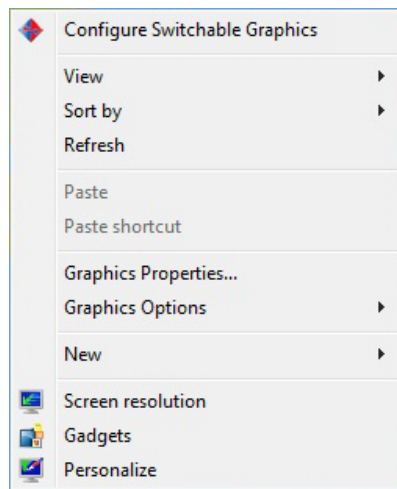 Configure Switchable Graphics
View
Sort by
Refresh
Paste
Paste shortcut
Graphics Properties...
Graphics Options
New
Screen resolution
Gadgets
Personalize